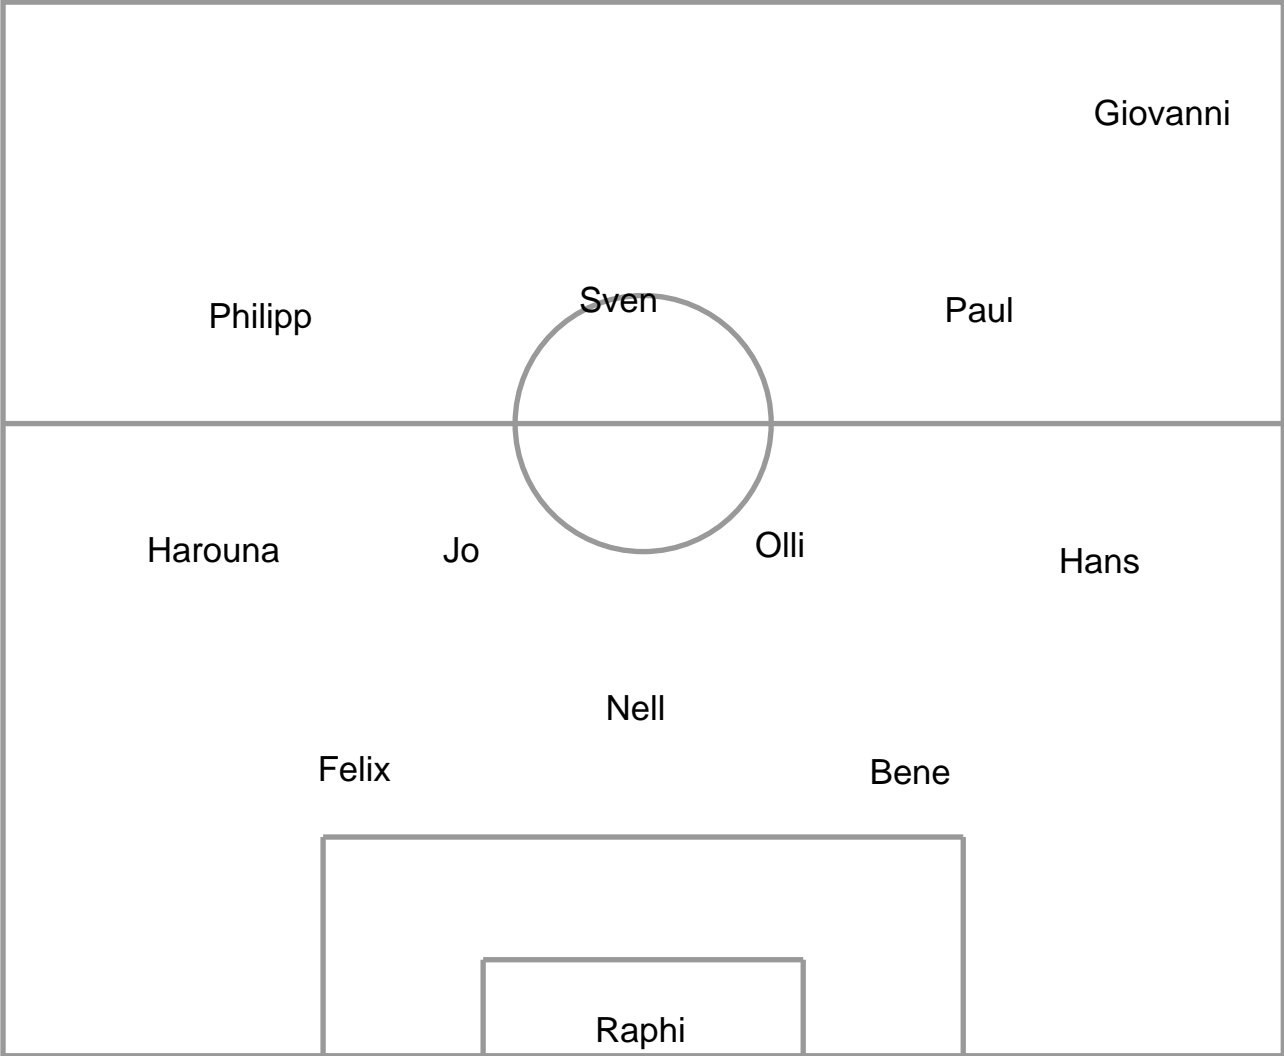 Giovanni
Philipp
Sven
Paul
Harouna
Jo
Olli
Hans
Nell
Felix
Bene
Raphi